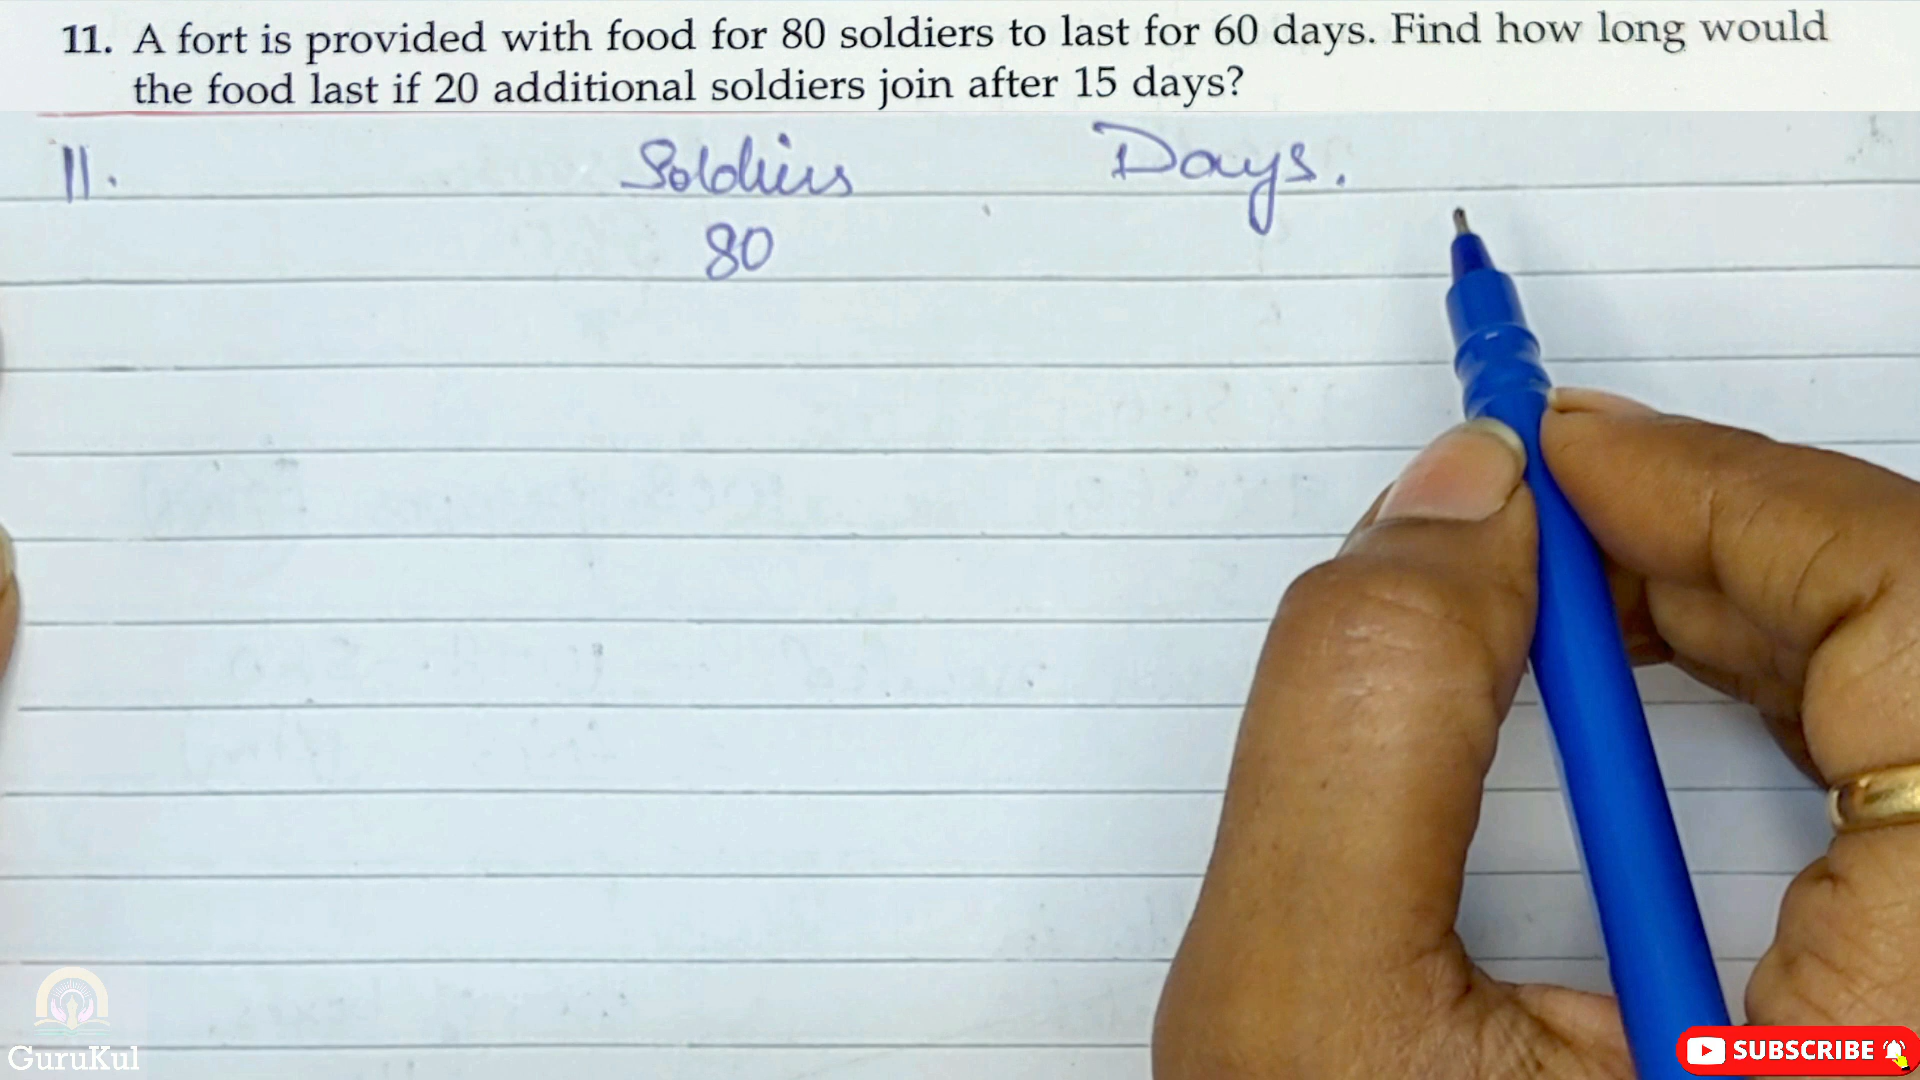 11. A fort is provided with food for 80 soldiers to last for 60 days. Find how long would
the food last if 20 additional soldiers join after 15 days?
11. Soldiers Days.
80
GuruKul
SUBSCRIBE